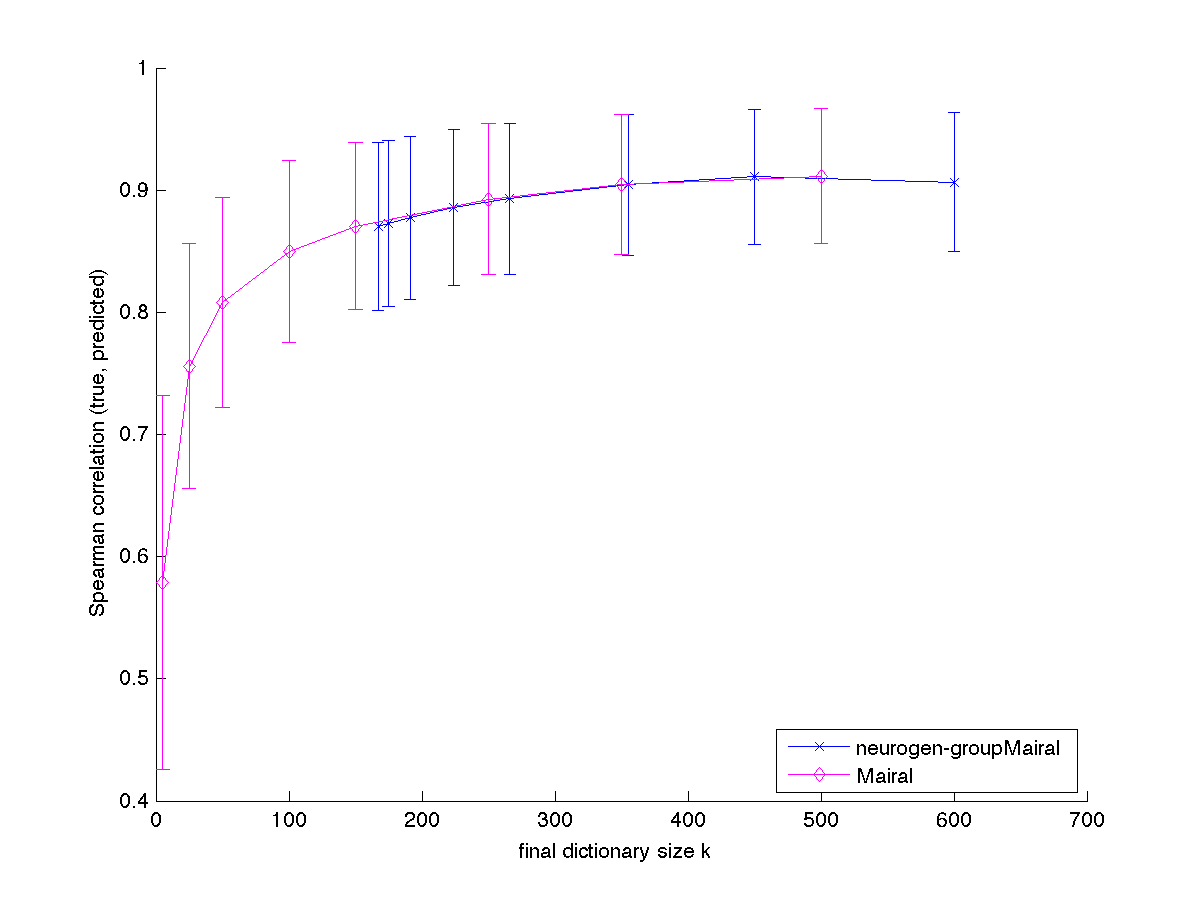 Spearman correlation (true, predicted)
1
0.9
0.8
0.7
0.6
0.5
0.4
0 100 200 300 400 500 600 700
final dictionary size k
neurogen-groupMairal
Mairal